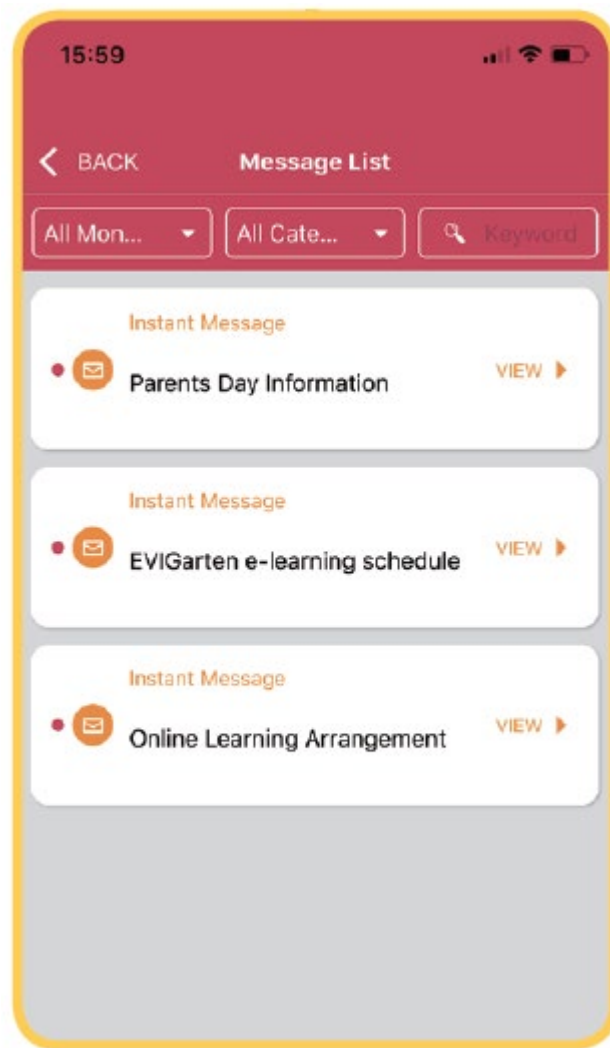 15:59
BACK Message List
All Mon... All Cate... Keyword
Instant Message
Parents Day Information
VIEW
Instant Message
EVIGarten e-learning schedule
VIEW
Instant Message
Online Learning Arrangement
VIEW